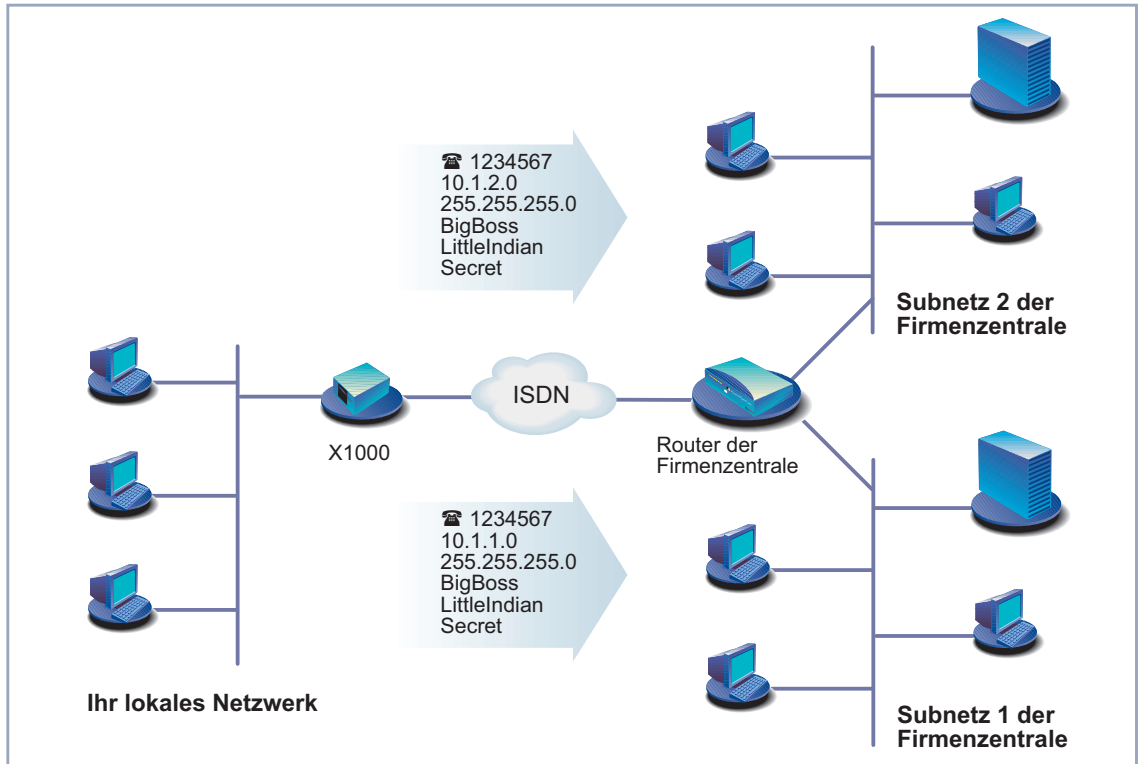 ☎ 1234567
10.1.2.0
255.255.255.0
BigBoss
LittleIndian
Secret
Subnetz 2 der
Firmenzentrale
ISDN
X1000
Router der
Firmenzentrale
☎ 1234567
10.1.1.0
255.255.255.0
BigBoss
LittleIndian
Secret
Ihr lokales Netzwerk
Subnetz 1 der
Firmenzentrale